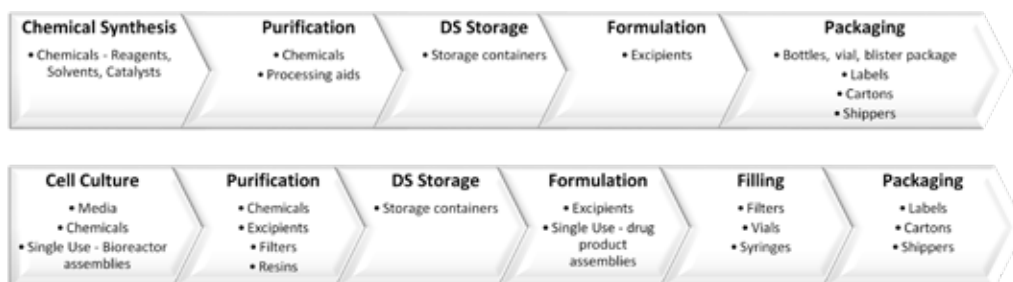 Chemical Synthesis
• Chemicals - Reagents,
Solvents, Catalysts
Purification
• Chemicals
• Processing aids
DS Storage
• Storage containers
Formulation
• Excipients
Packaging
• Bottles, vial, blister package
• Labels
• Cartons
• Shippers
Cell Culture
• Media
• Chemicals
• Single Use - Bioreactor
assemblies
Purification
• Chemicals
• Excipients
• Filters
• Resins
DS Storage
• Storage containers
Formulation
• Excipients
• Single Use - drug
product
assemblies
Filling
• Filters
• Vials
• Syringes
Packaging
• Labels
• Cartons
• Shippers